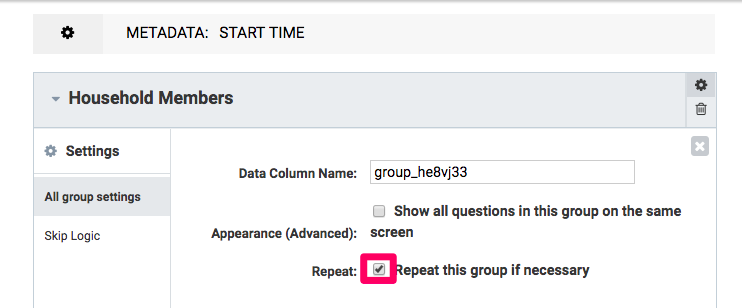 METADATA: START TIME
Household Members
Settings
All group settings
Skip Logic
Data Column Name: group_he8vj33
Show all questions in this group on the same
Appearance (Advanced): screen
Repeat: Repeat this group if necessary